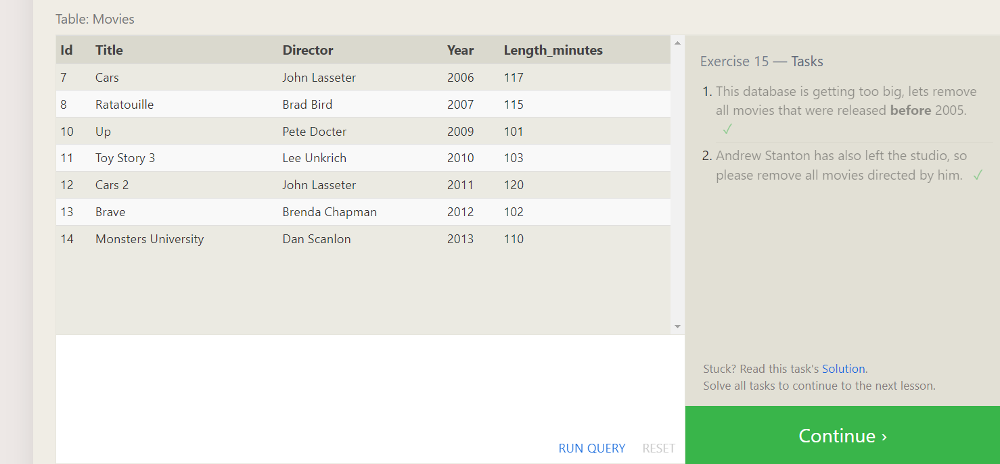 Table: Movies
Id Title Director Year Length_minutes
7 Cars John Lasseter 2006 117
8 Ratatouille Brad Bird 2007 115
10 Up Pete Docter 2009 101
11 Toy Story 3 Lee Unkrich 2010 103
12 Cars 2 John Lasseter 2011 120
13 Brave Brenda Chapman 2012 102
14 Monsters University Dan Scanlon 2013 110
RUN QUERY RESET
Exercise 15 — Tasks
1. This database is getting too big, lets remove
all movies that were released before 2005.
✓
2. Andrew Stanton has also left the studio, so
please remove all movies directed by him. ✓
Stuck? Read this task's Solution.
Solve all tasks to continue to the next lesson.
Continue ›